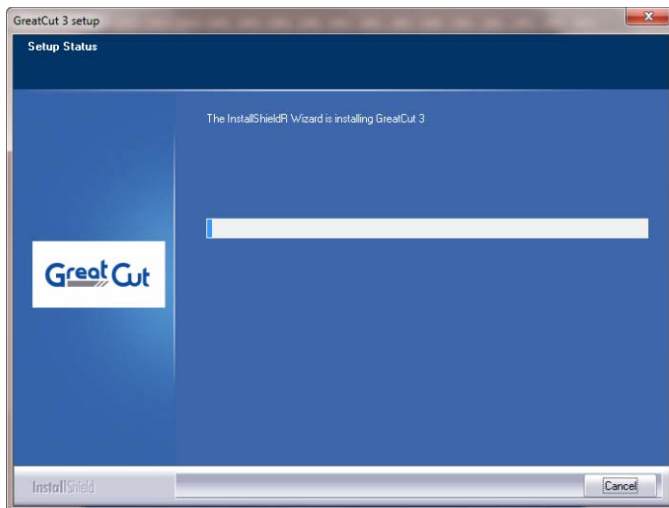 GreatCut 3 setup
Setup Status
The InstallShieldR Wizard is installing GreatCut 3
Great Cut
InstallShield
Cancel